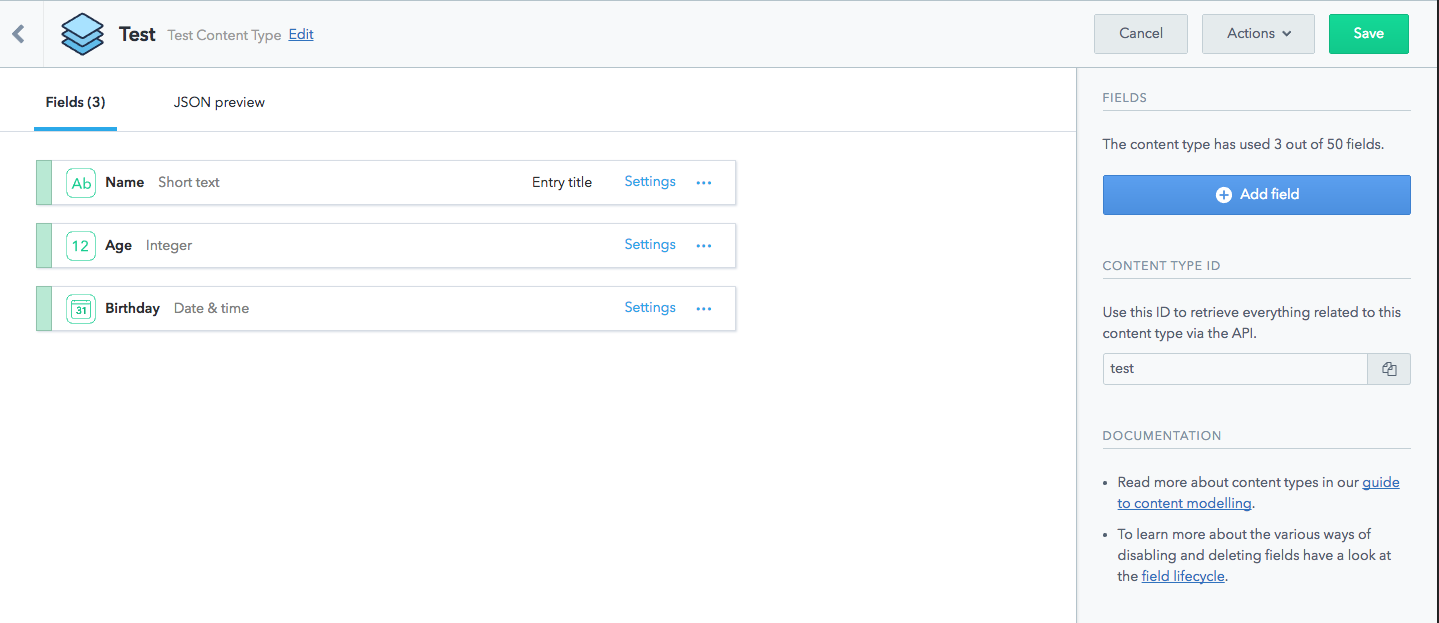 Test Test Content Type Edit
Cancel
Actions
Save
Fields (3)
JSON preview
Ab Name Short text Entry title Settings ...
12 Age Integer Settings ...
31 Birthday Date & time Settings ...
FIELDS
The content type has used 3 out of 50 fields.
Add field
CONTENT TYPE ID
Use this ID to retrieve everything related to this
content type via the API.
test
DOCUMENTATION
• Read more about content types in our guide
to content modelling.
• To learn more about the various ways of
disabling and deleting fields have a look at
the field lifecycle.